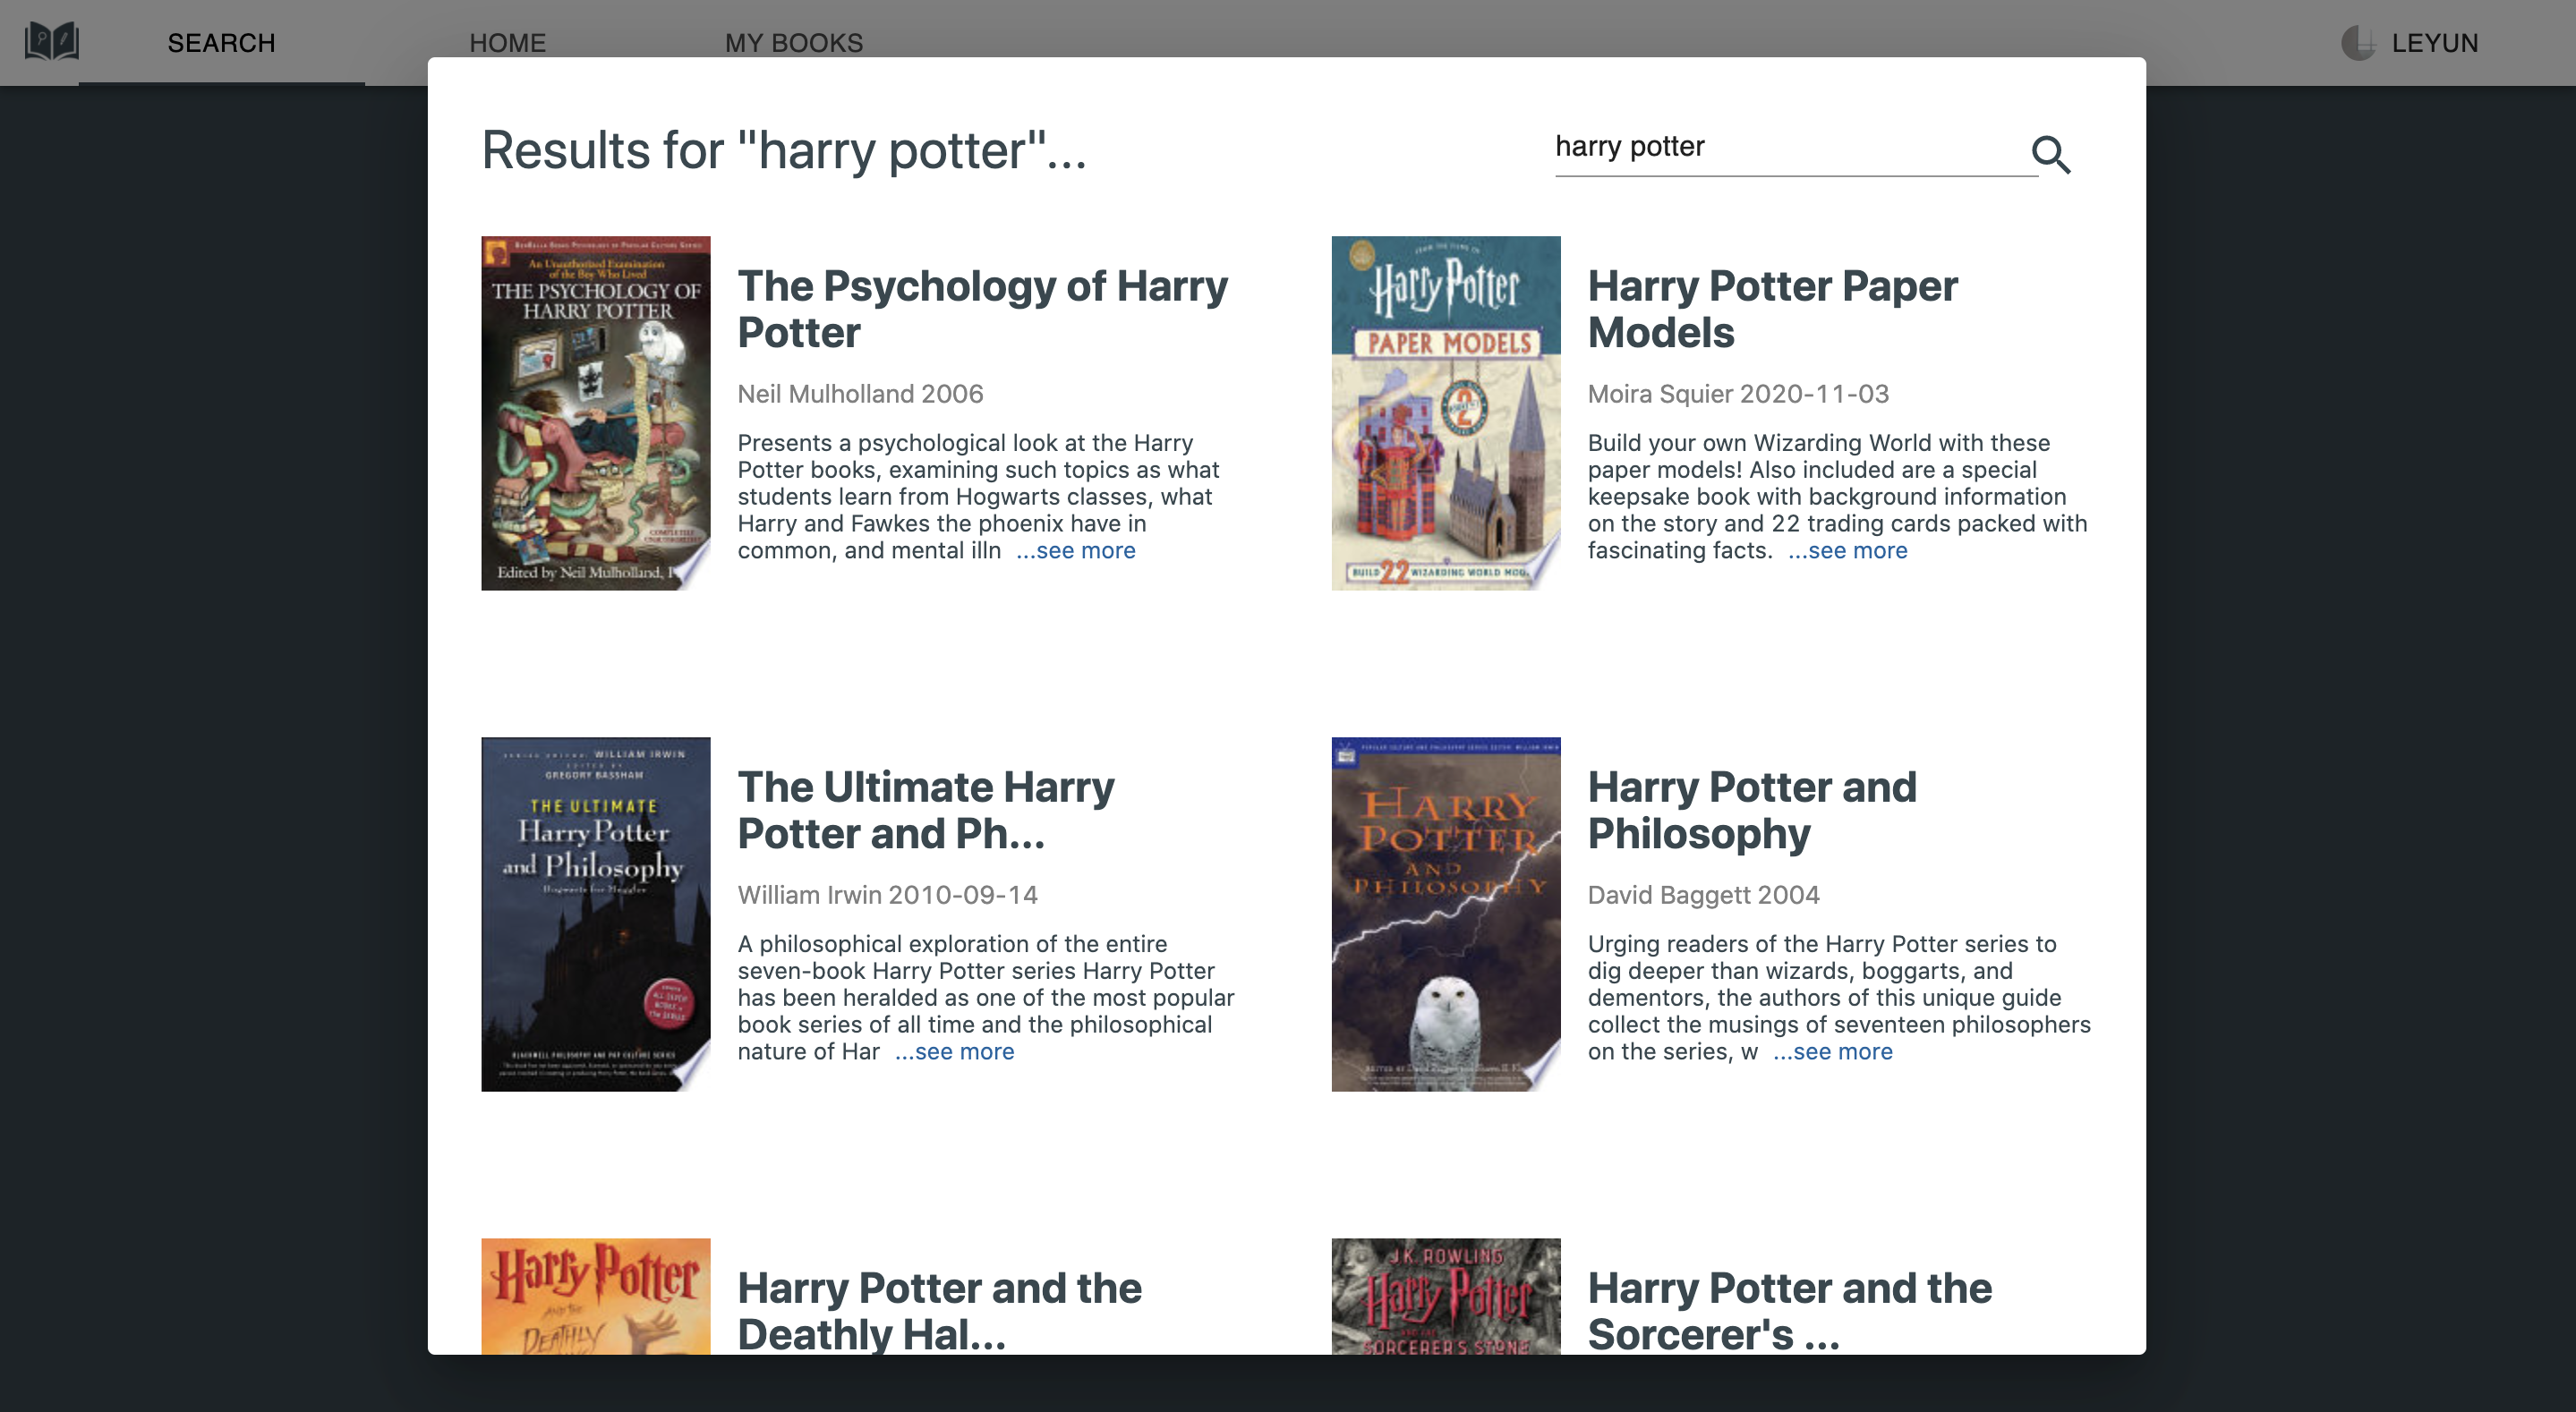 SEARCH
HOME
MY BOOKS
LEYUN
Results for "harry potter"...
harry potter
An Unauthorized Examination
of the Boy Who Lived
THE PSYCHOLOGY OF
HARRY POTTER
Edited by Neil Mulholland,
The Psychology of Harry
Potter
Neil Mulholland 2006
Presents a psychological look at the Harry
Potter books, examining such topics as what
students learn from Hogwarts classes, what
Harry and Fawkes the phoenix have in
common, and mental illn ...see more
Harry Potter
PAPER MODELS
2
BUILD 22 WIZARDING WORLD
Harry Potter Paper
Models
Moira Squier 2020-11-03
Build your own Wizarding World with these
paper models! Also included are a special
keepsake book with background information
on the story and 22 trading cards packed with
fascinating facts. ...see more
WILLIAM IRWIN
GREGORY BASSHAM
THE ULTIMATE
Harry Potter
and Philosophy
Hogwarts for Muggles
BLACKWELL PHILOSOPHY AND POP CULTURE SERIES
The Ultimate Harry
Potter and Ph...
William Irwin 2010-09-14
A philosophical exploration of the entire
seven-book Harry Potter series Harry Potter
has been heralded as one of the most popular
book series of all time and the philosophical
nature of Har ...see more
HARRY
POTTER
AND
PHILOSOPHY
Harry Potter and
Philosophy
David Baggett 2004
Urging readers of the Harry Potter series to
dig deeper than wizards, boggarts, and
dementors, the authors of this unique guide
collect the musings of seventeen philosophers
on the series, w ...see more
Harry Potter
AND THE
DEATHLY
Harry Potter and the
Deathly Hal...
J.K. ROWLING
Harry Potter
AND THE
SORCERER'S STONE
Harry Potter and the
Sorcerer's ...